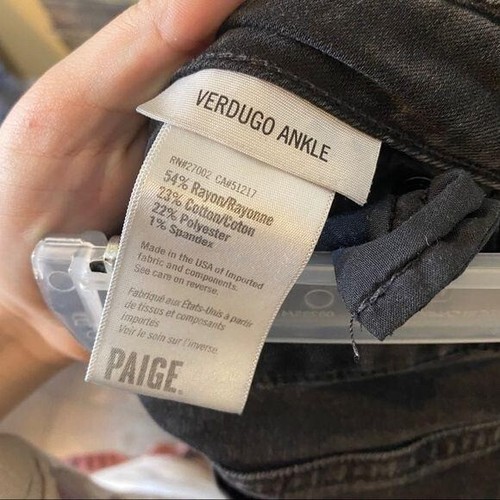 VERDUGO ANKLE
RN#27002 CA#51217
54% Rayon/Rayonne
23% Cotton/Coton
22% Polyester
1% Spandex
Made in the USA of imported
fabric and components.
See care on reverse.
Fabriqué aux États-Unis à partir
de tissus et composants
importés
Voir le soin sur l'inverse.
PAIGE®